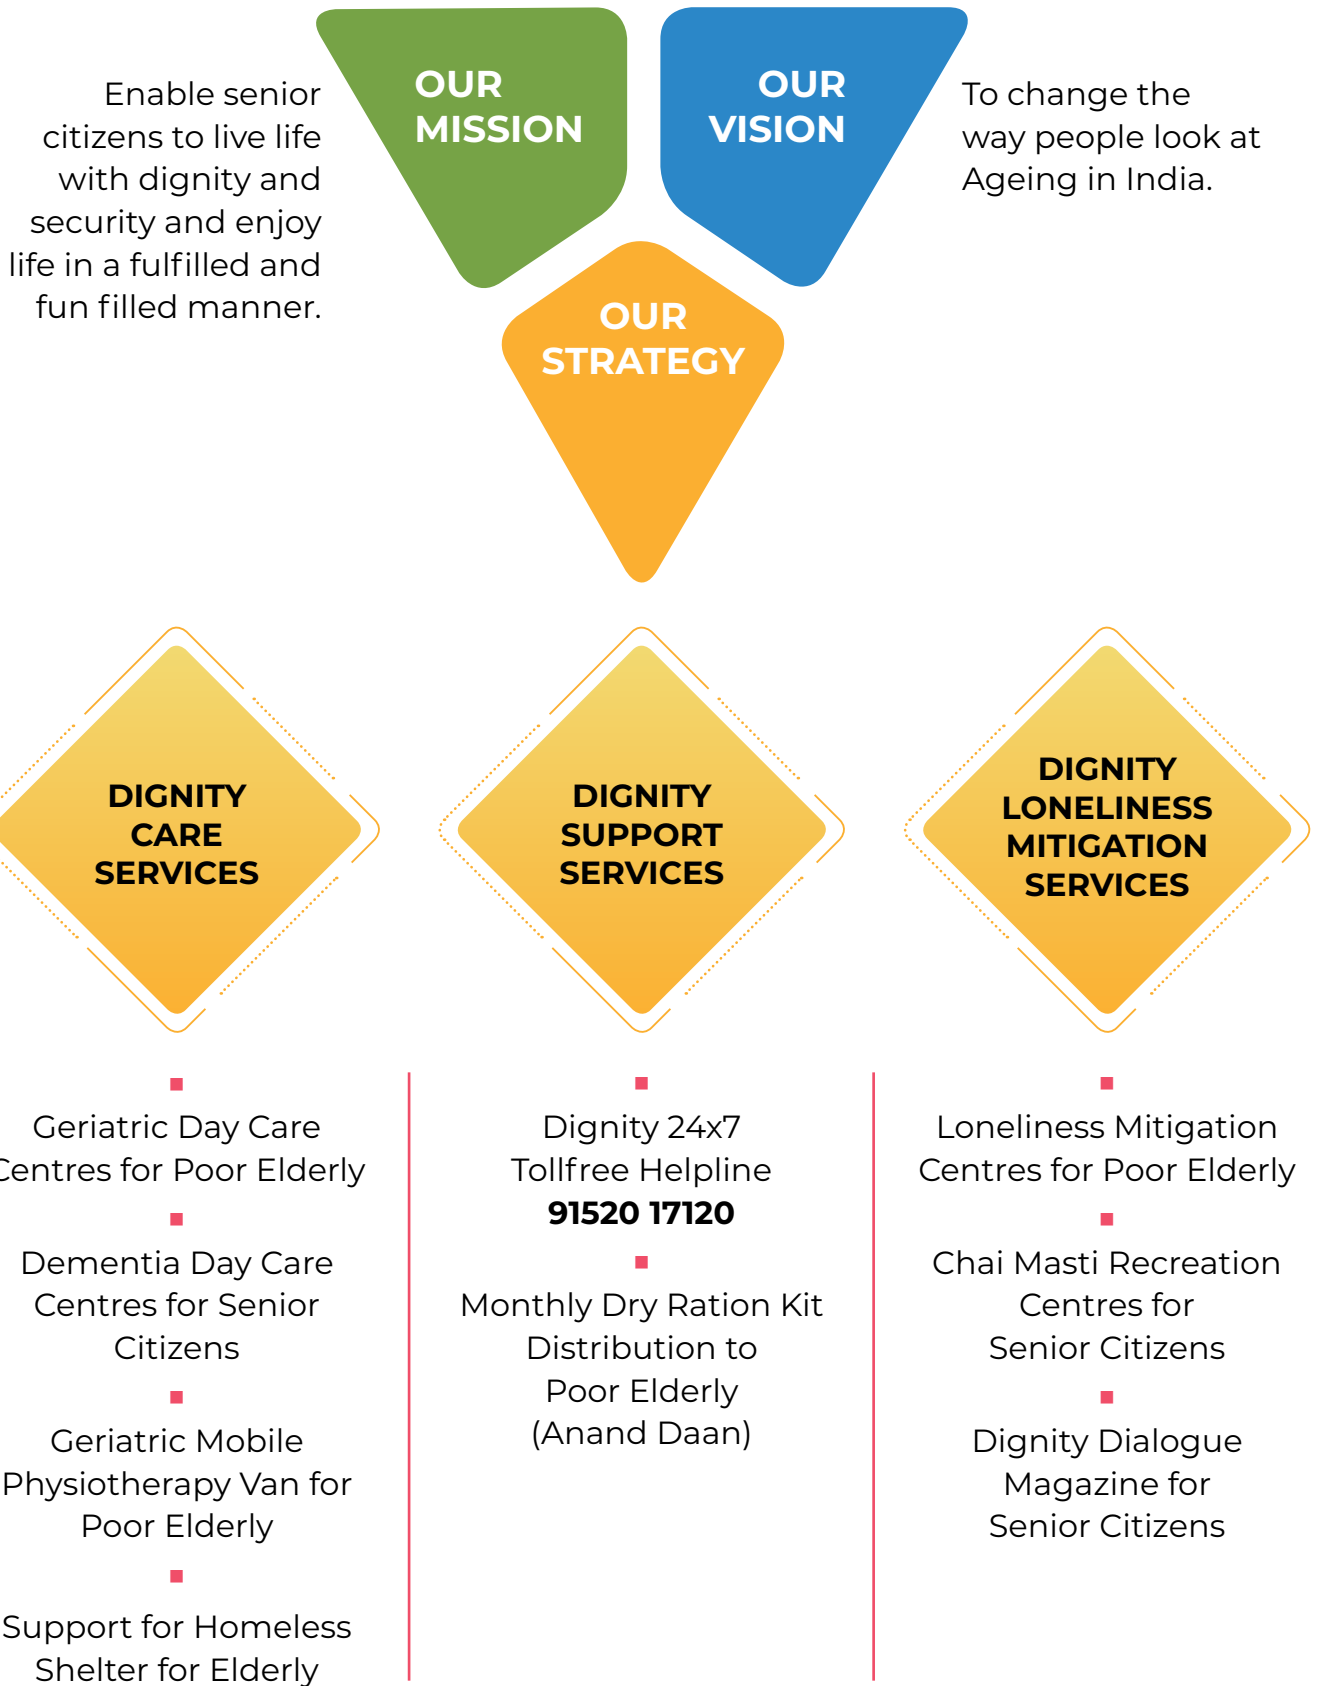 OUR
MISSION
Enable senior
citizens to live life
with dignity and
security and enjoy
life in a fulfilled and
fun filled manner.
OUR
VISION
To change the
way people look at
Ageing in India.
OUR
STRATEGY
DIGNITY
CARE
SERVICES
Geriatric Day Care
Centres for Poor Elderly
Dementia Day Care
Centres for Senior
Citizens
Geriatric Mobile
Physiotherapy Van for
Poor Elderly
Support for Homeless
Shelter for Elderly
DIGNITY
SUPPORT
SERVICES
Dignity 24x7
Tollfree Helpline
91520 17120
Monthly Dry Ration Kit
Distribution to
Poor Elderly
(Anand Daan)
DIGNITY
LONELINESS
MITIGATION
SERVICES
Loneliness Mitigation
Centres for Poor Elderly
Chai Masti Recreation
Centres for
Senior Citizens
Dignity Dialogue
Magazine for
Senior Citizens